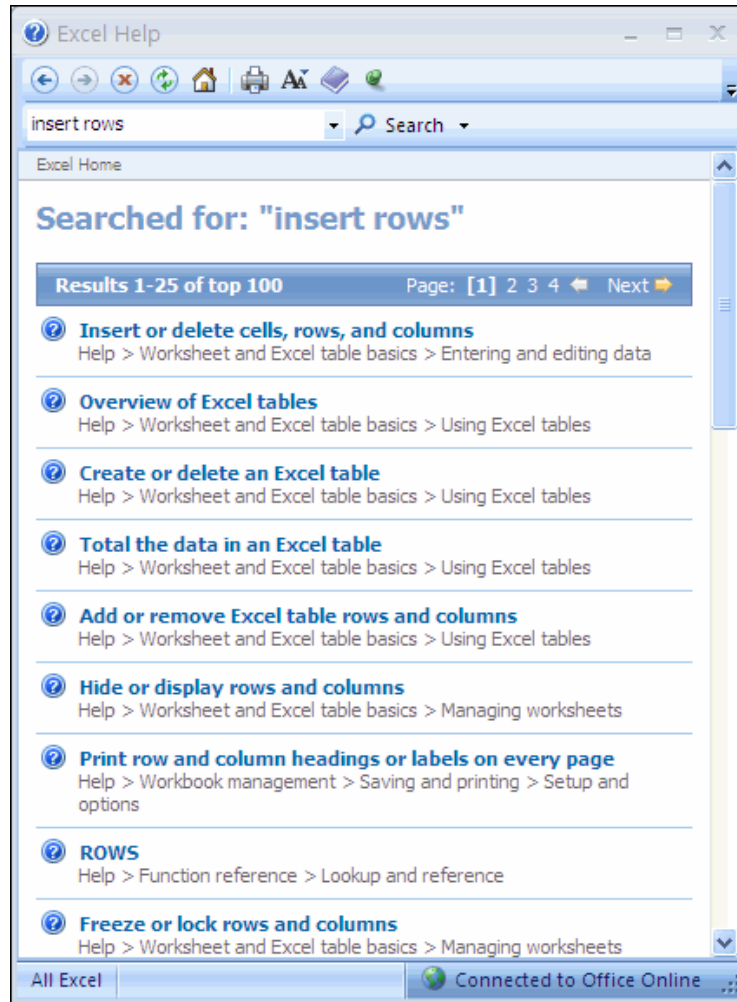 Excel Help
insert rows Search
Excel Home
Searched for: "insert rows"
Results 1-25 of top 100 Page: [1] 2 3 4 Next
Insert or delete cells, rows, and columns
Help > Worksheet and Excel table basics > Entering and editing data
Overview of Excel tables
Help > Worksheet and Excel table basics > Using Excel tables
Create or delete an Excel table
Help > Worksheet and Excel table basics > Using Excel tables
Total the data in an Excel table
Help > Worksheet and Excel table basics > Using Excel tables
Add or remove Excel table rows and columns
Help > Worksheet and Excel table basics > Using Excel tables
Hide or display rows and columns
Help > Worksheet and Excel table basics > Managing worksheets
Print row and column headings or labels on every page
Help > Workbook management > Saving and printing > Setup and
options
ROWS
Help > Function reference > Lookup and reference
Freeze or lock rows and columns
Help > Worksheet and Excel table basics > Managing worksheets
All Excel Connected to Office Online